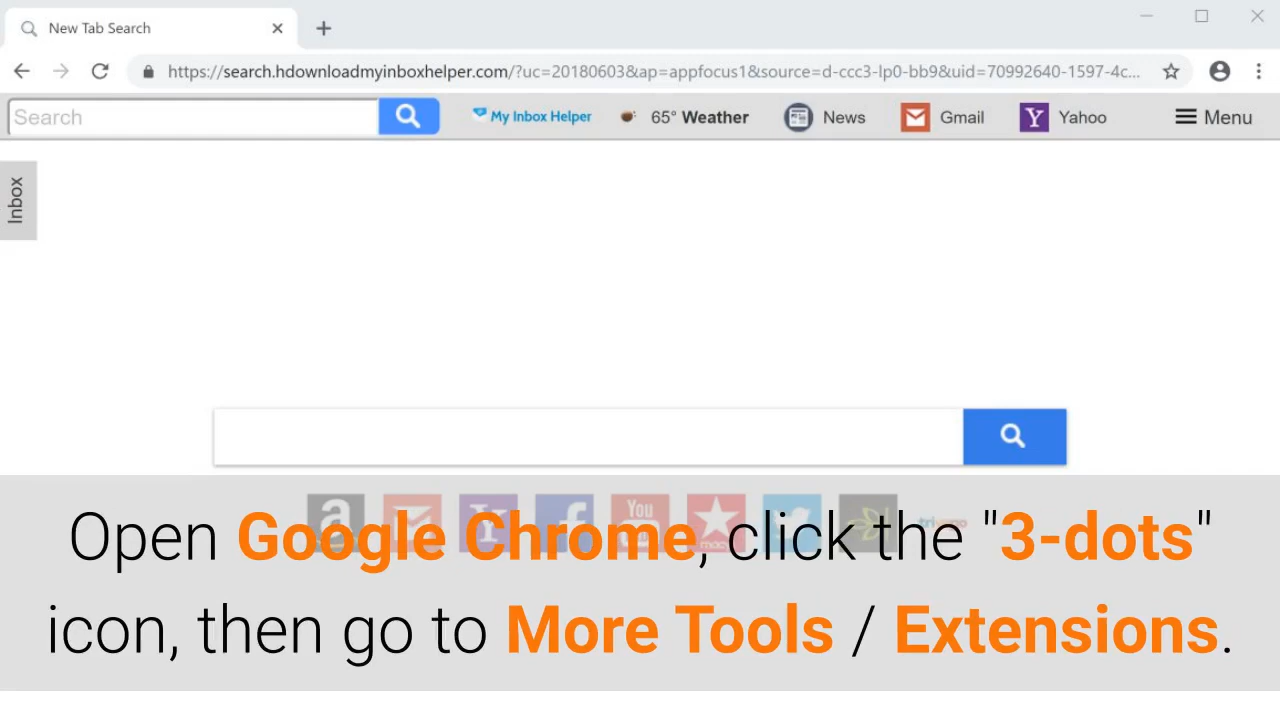 New Tab Search
https://search.hdownloadmyinboxhelper.com/?uc=20180603&ap=appfocus1&source=d-ccc3-lp0-bb9&uid=70992640-1597-4c...
Search My Inbox Helper 65° Weather News Gmail Yahoo Menu
Inbox
a You
Open Google Chrome, click the "3-dots"
icon, then go to More Tools / Extensions.